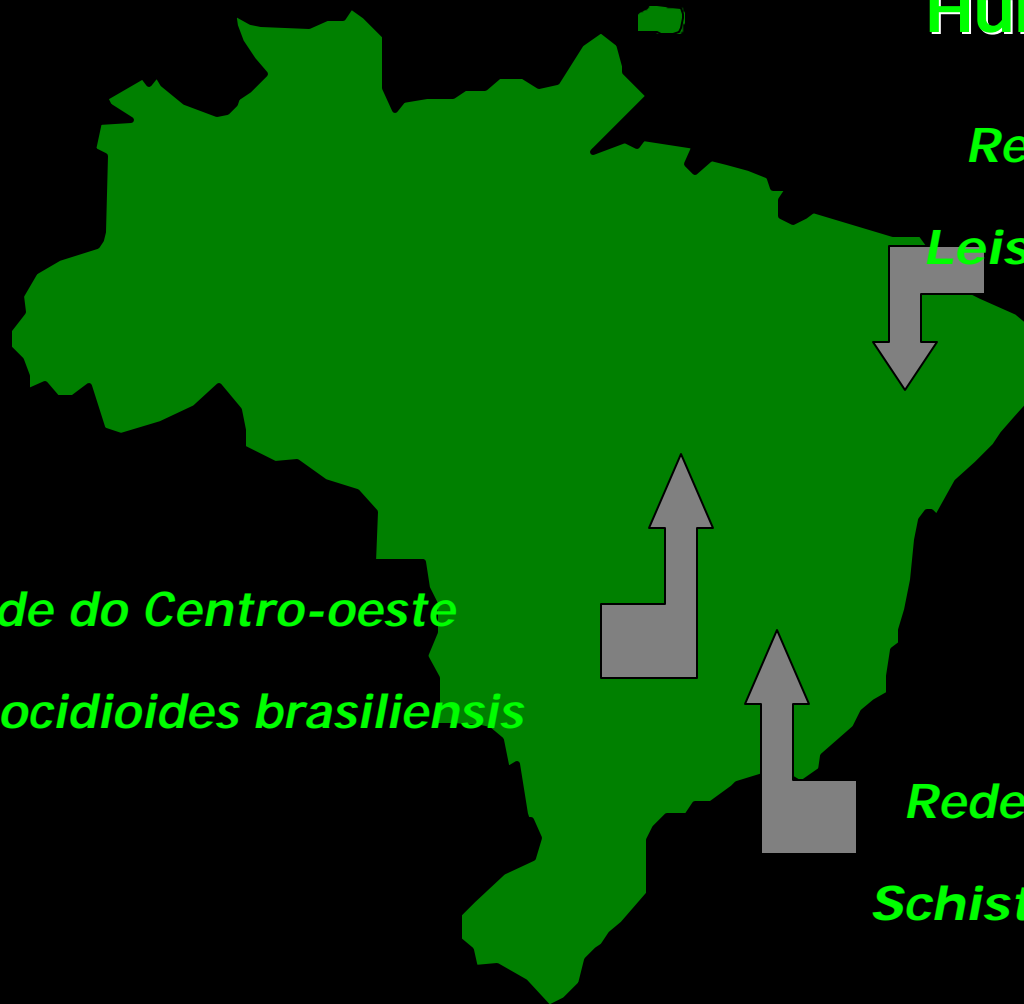 Hu
Re
Leis
de do Centro-oeste
ocidioides brasiliensis
Rede
Schist